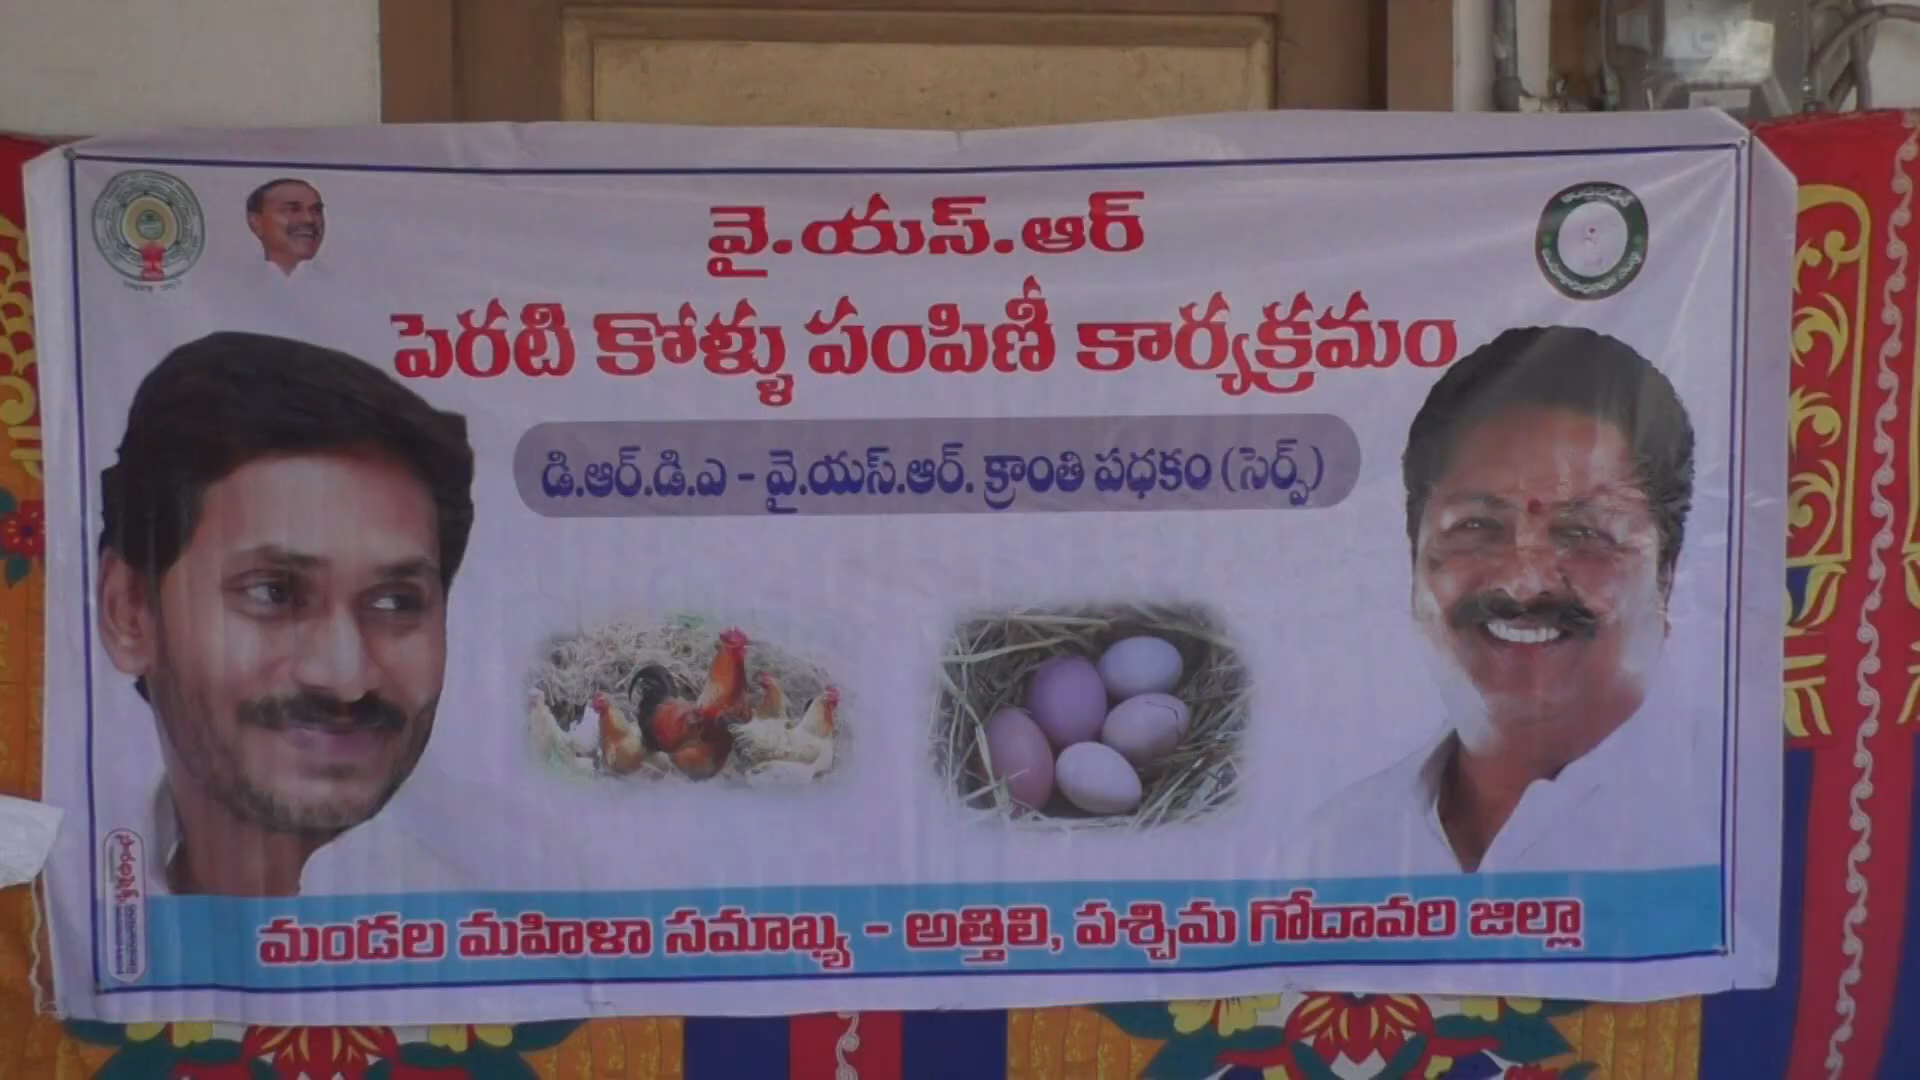 వై.యస్.ఆర్
పెరటి కోళ్ళు పంపిణీ కార్యక్రమం
డి.ఆర్.డి.ఎ - వై.యస్.ఆర్. క్రాంతి పధకం (సెర్ప్)
మండల మహిళా సమాఖ్య - అత్తిలి, పశ్చిమ గోదావరి జిల్లా